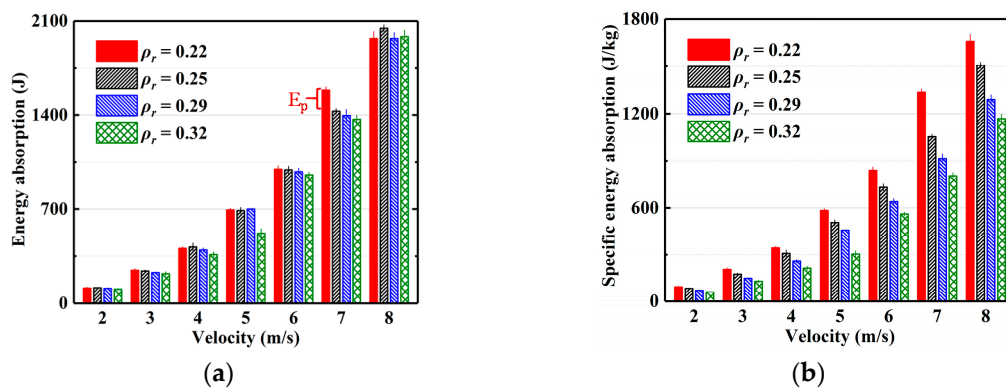 2100
1400
700
0
Energy absorption (J)
ρr = 0.22
ρr = 0.25
ρr = 0.29
ρr = 0.32
Ep
2 3 4 5 6 7 8
Velocity (m/s)
(a)
1800
1200
600
0
Specific energy absorption (J/kg)
ρr = 0.22
ρr = 0.25
ρr = 0.29
ρr = 0.32
2 3 4 5 6 7 8
Velocity (m/s)
(b)